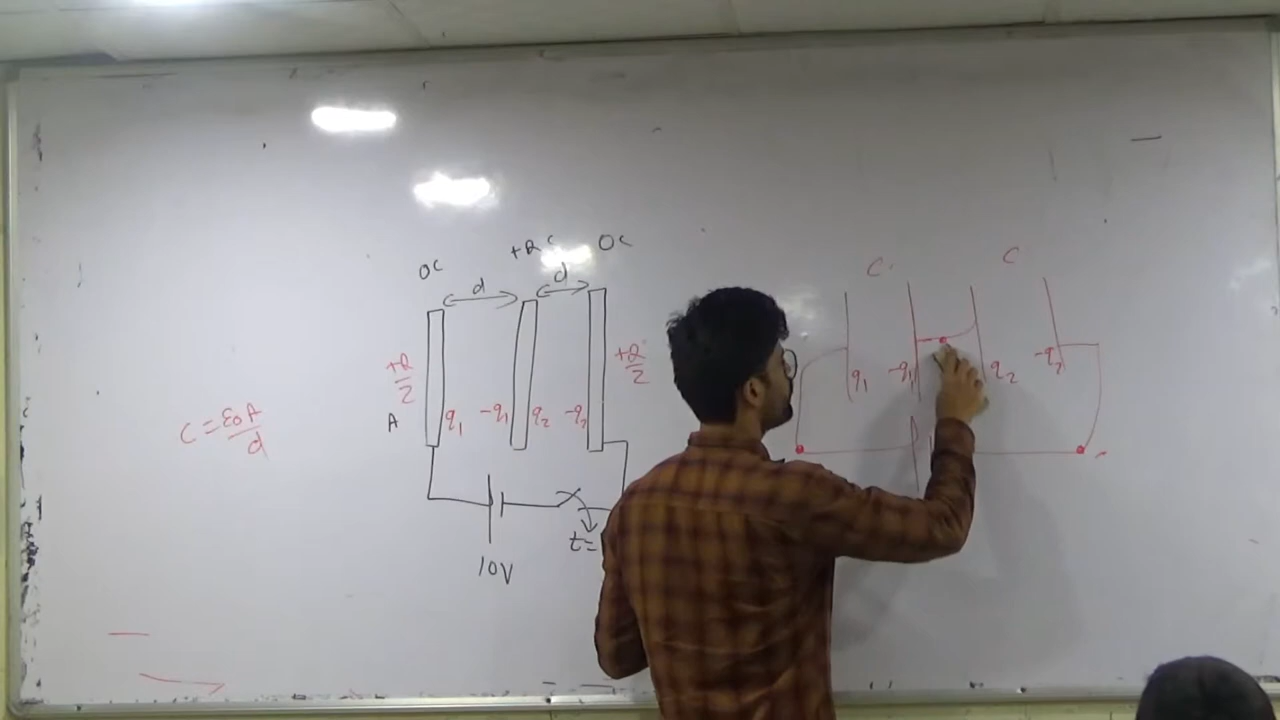 0C
+Q C
0C
d
d
+Q/2
+Q/2
A
q₁
-q₁
q₂
-q₂
C = ε₀A/d
10V
t=
C
C
q₁
-q₁
q₂
-q₂